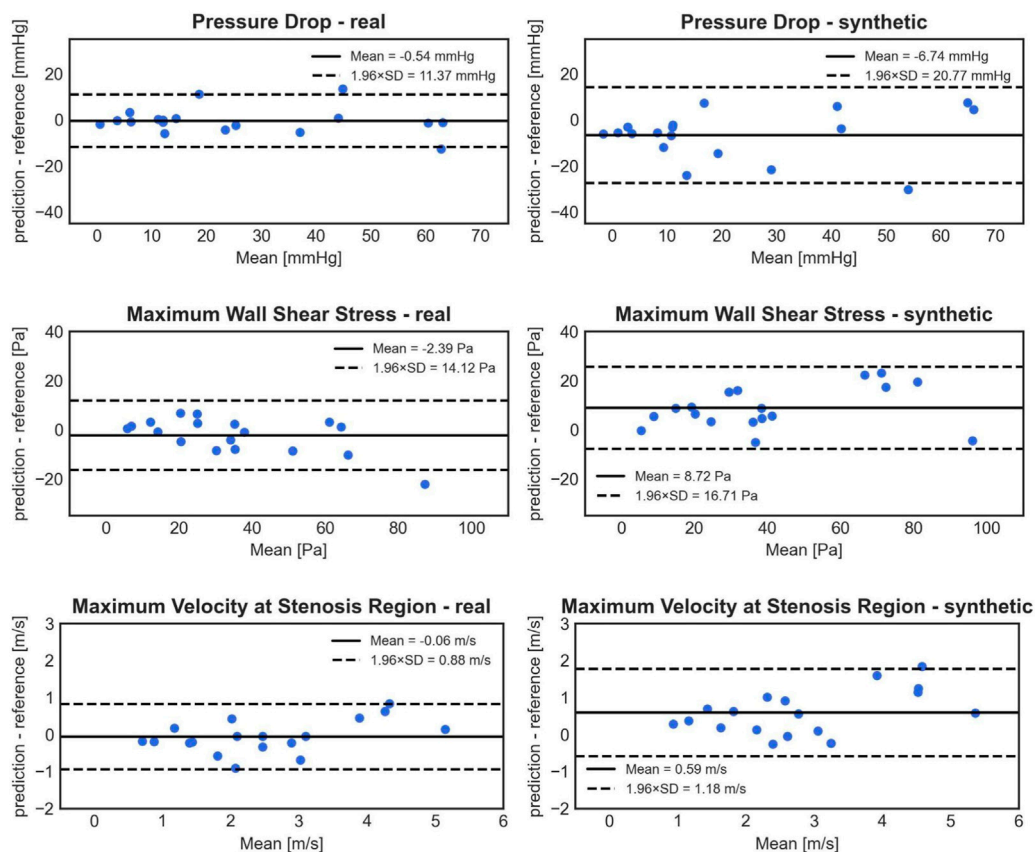 Pressure Drop - real
prediction - reference [mmHg]
20
0
−20
−40
Mean = -0.54 mmHg
1.96×SD = 11.37 mmHg
0 10 20 30 40 50 60 70
Mean [mmHg]
Pressure Drop - synthetic
prediction - reference [mmHg]
20
0
−20
−40
Mean = -6.74 mmHg
1.96×SD = 20.77 mmHg
0 10 20 30 40 50 60 70
Mean [mmHg]
Maximum Wall Shear Stress - real
prediction - reference [Pa]
40
20
0
−20
Mean = -2.39 Pa
1.96×SD = 14.12 Pa
0 20 40 60 80 100
Mean [Pa]
Maximum Wall Shear Stress - synthetic
prediction - reference [Pa]
40
20
0
−20
Mean = 8.72 Pa
1.96×SD = 16.71 Pa
0 20 40 60 80 100
Mean [Pa]
Maximum Velocity at Stenosis Region - real
prediction - reference [m/s]
3
2
1
0
−1
−2
Mean = -0.06 m/s
1.96×SD = 0.88 m/s
0 1 2 3 4 5 6
Mean [m/s]
Maximum Velocity at Stenosis Region - synthetic
prediction - reference [m/s]
3
2
1
0
−1
−2
Mean = 0.59 m/s
1.96×SD = 1.18 m/s
0 1 2 3 4 5 6
Mean [m/s]